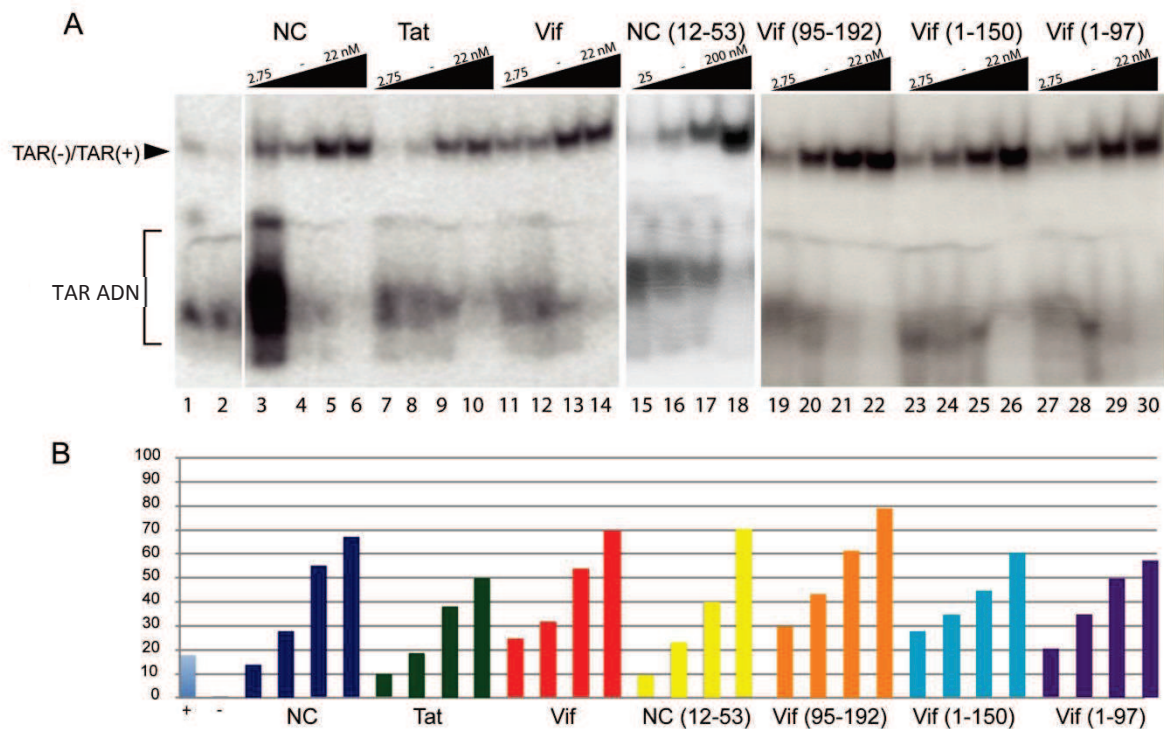 A
NC Tat Vif NC (12-53) Vif (95-192) Vif (1-150) Vif (1-97)
2.75 - 22 nM 2.75 - 22 nM 2.75 - 22 nM 25 - 200 nM 2.75 - 22 nM 2.75 - 22 nM 2.75 - 22 nM
TAR(-)/TAR(+)
TAR ADN
1 2 3 4 5 6 7 8 9 10 11 12 13 14 15 16 17 18 19 20 21 22 23 24 25 26 27 28 29 30
B
100
90
80
70
60
50
40
30
20
10
0
+ - NC Tat Vif NC (12-53) Vif (95-192) Vif (1-150) Vif (1-97)